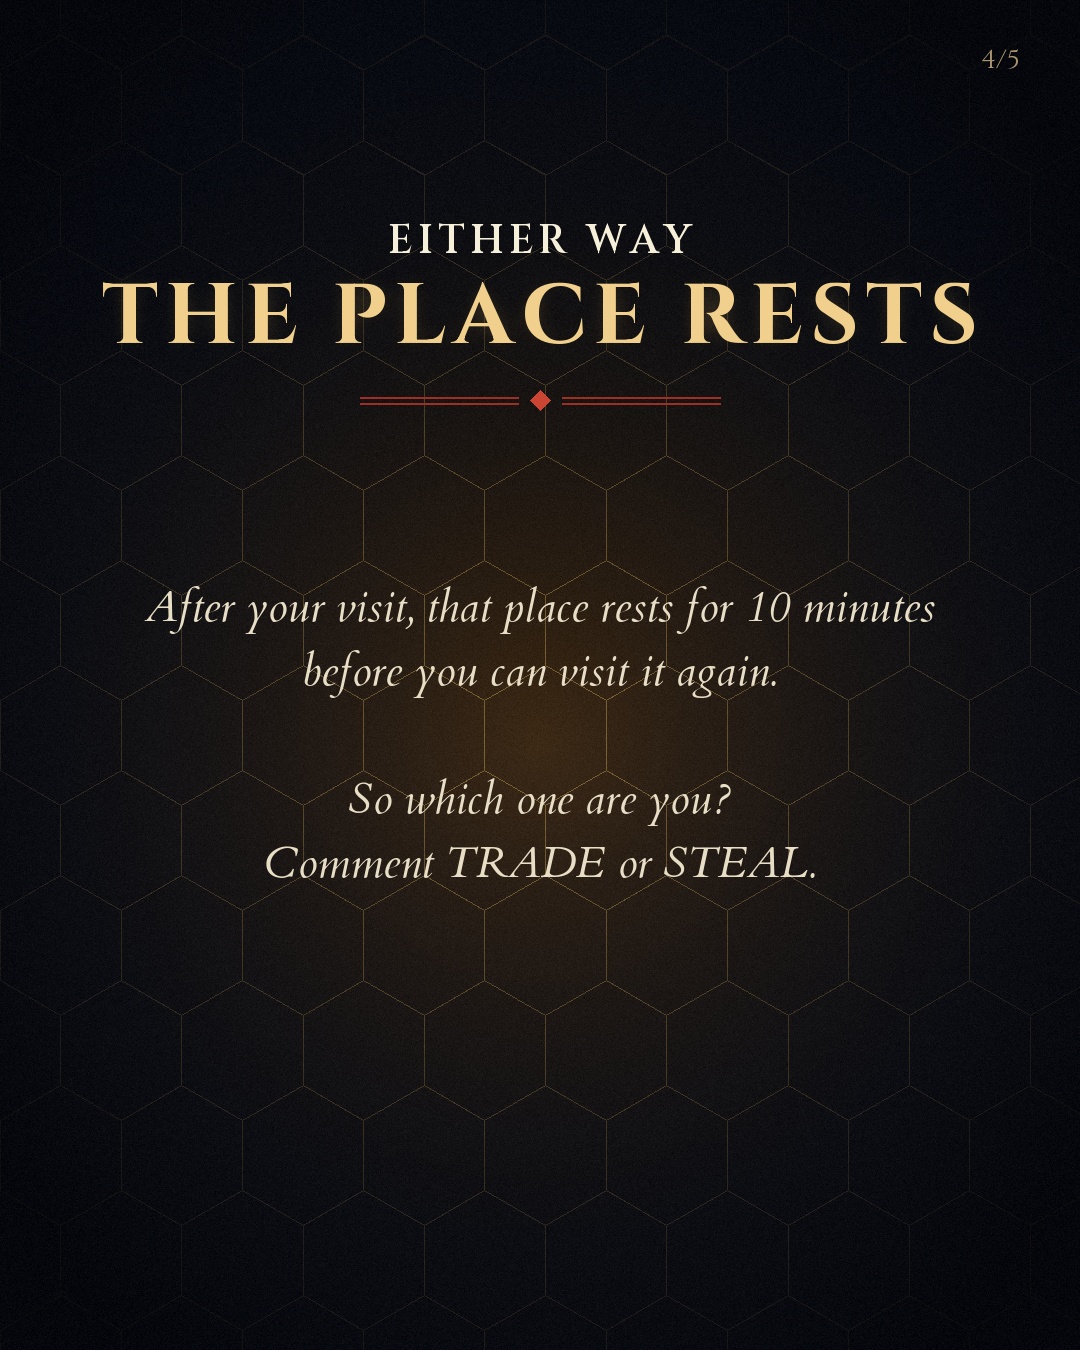 4/5
EITHER WAY
THE PLACE RESTS
After your visit, that place rests for 10 minutes
before you can visit it again.
So which one are you?
Comment TRADE or STEAL.